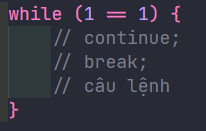 while (1 == 1) {
    // continue;
    // break;
    // câu lệnh
}